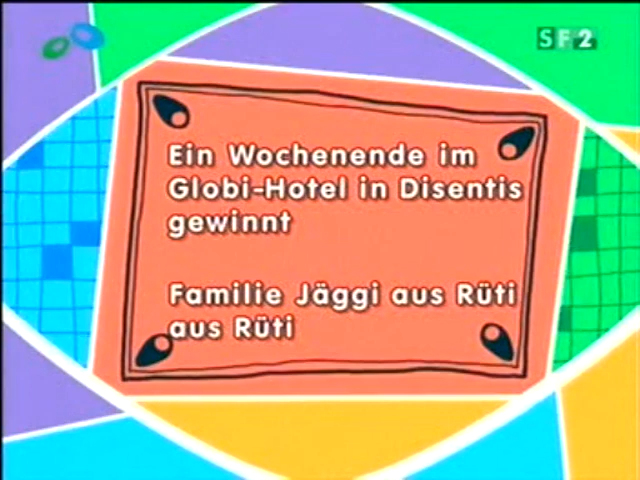 SF2
Ein Wochenende im
Globi-Hotel in Disentis
gewinnt
Familie Jäggi aus Rüti
aus Rüti